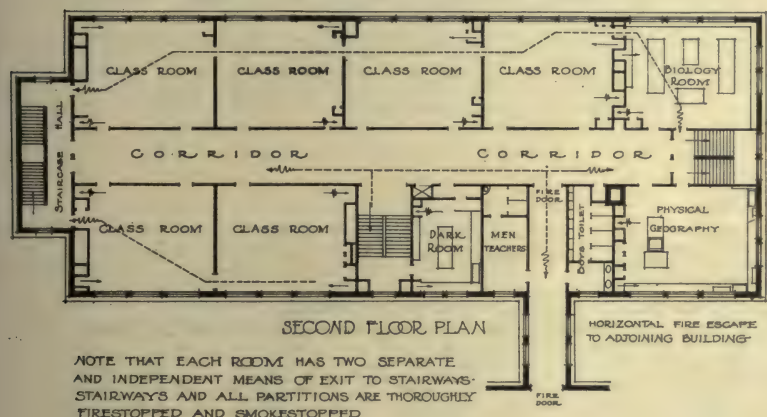 CLASS ROOM
CLASS ROOM
CLASS ROOM
CLASS ROOM
BIOLOGY
ROOM
STAIRCASE HALL
CORRIDOR
CORRIDOR
CLASS ROOM
CLASS ROOM
DARK
ROOM
MEN
TEACHERS
FIRE
DOOR
BOYS TOILET
PHYSICAL
GEOGRAPHY
SECOND FLOOR PLAN
HORIZONTAL FIRE ESCAPE
TO ADJOINING BUILDING-
NOTE THAT EACH ROOM HAS TWO SEPARATE
AND INDEPENDENT MEANS OF EXIT TO STAIRWAYS-
STAIRWAYS AND ALL PARTITIONS ARE THOROUGHLY
FIRESTOPPED AND SMOKESTOPPED
FIRE
DOOR